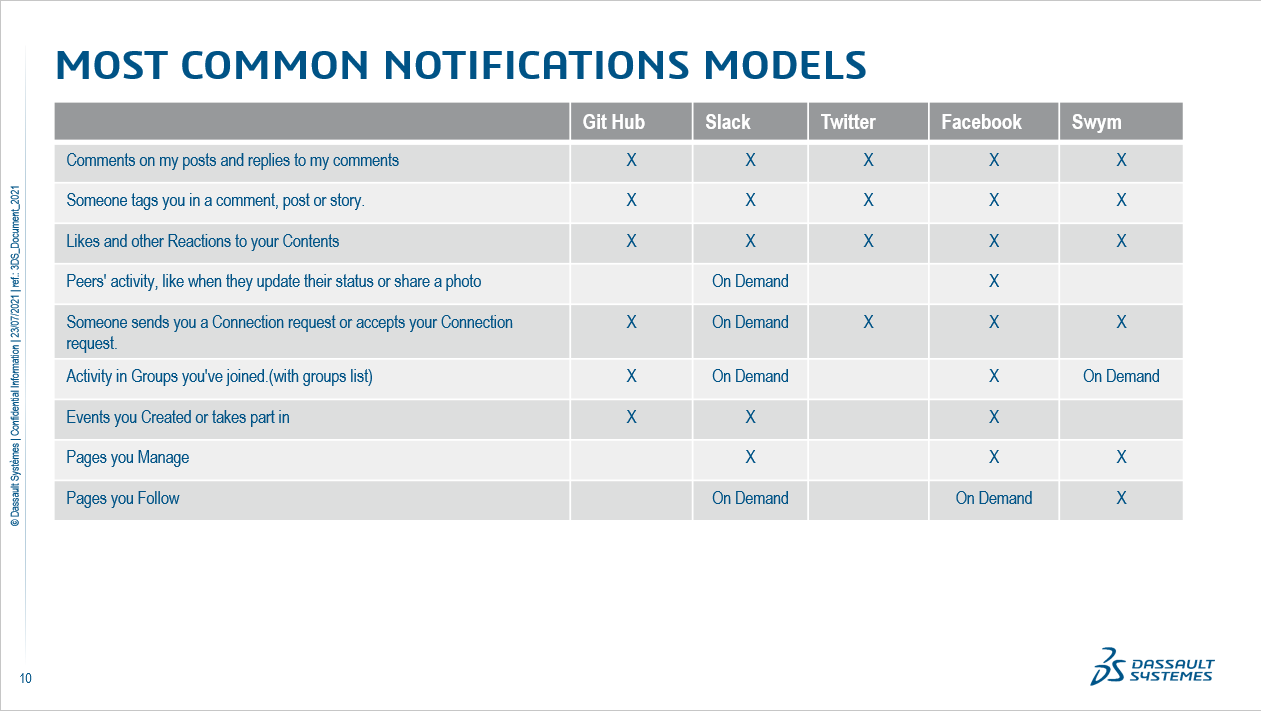 MOST COMMON NOTIFICATIONS MODELS
Git Hub Slack Twitter Facebook Swym
Comments on my posts and replies to my comments X X X X X
Someone tags you in a comment, post or story. X X X X X
Likes and other Reactions to your Contents X X X X X
Peers' activity, like when they update their status or share a photo On Demand X
Someone sends you a Connection request or accepts your Connection X On Demand X X X
request.
Activity in Groups you've joined.(with groups list) X On Demand X On Demand
Events you Created or takes part in X X X
Pages you Manage X X X
Pages you Follow On Demand On Demand X
© Dassault Systèmes | Confidential Information | 23/07/2021 | ref.: 3DS_Document_2021
10
3DS DASSAULT
SYSTEMES